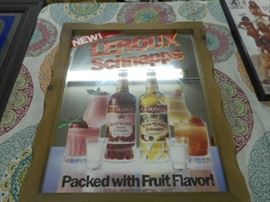 NEW!
LEROUX
Schnapps
LEROUX
LEROUX
Packed with Fruit Flavor!